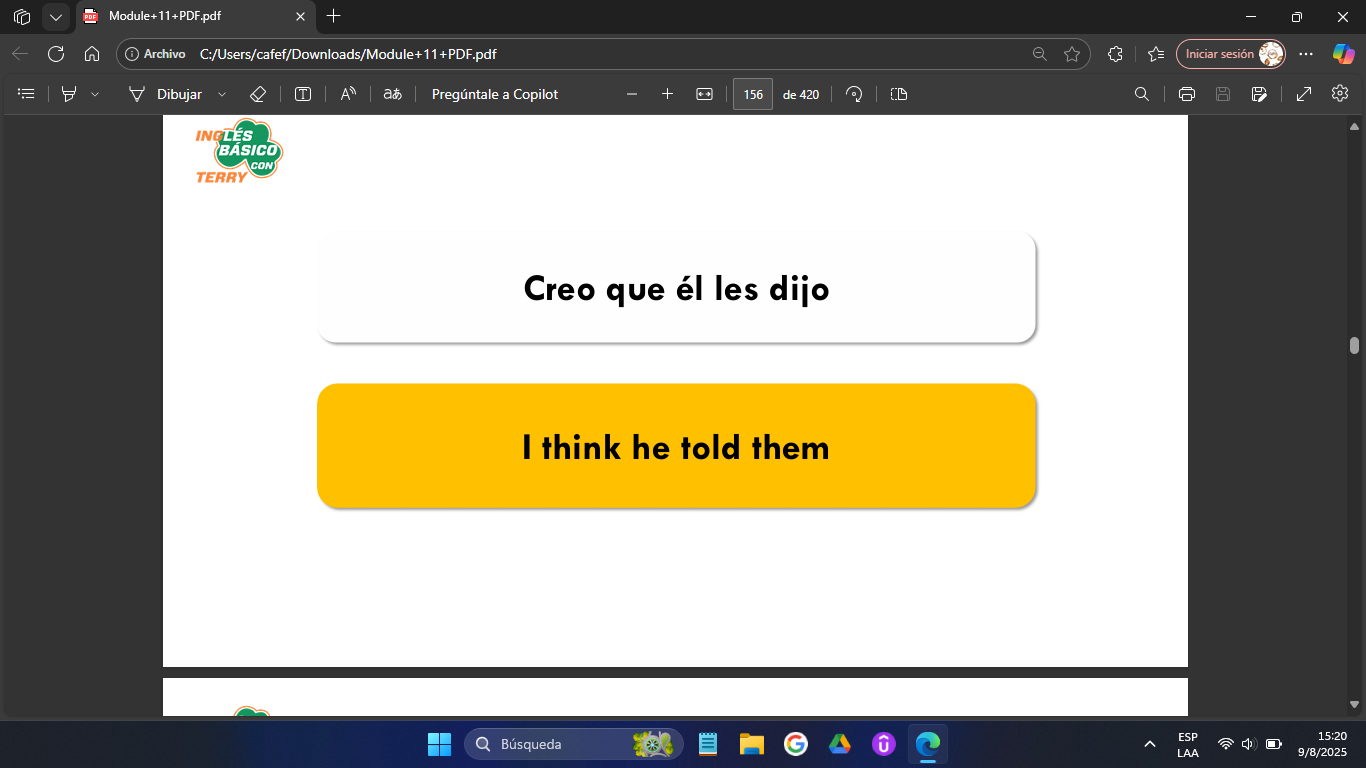 Module+11+PDF.pdf
Archivo C:/Users/cafef/Downloads/Module+11+PDF.pdf Iniciar sesión
Dibujar aあ Pregúntale a Copilot 156 de 420
INGLÉS
BÁSICO
CON
TERRY
Creo que él les dijo
I think he told them
Búsqueda
ESP
LAA
15:20
9/8/2025